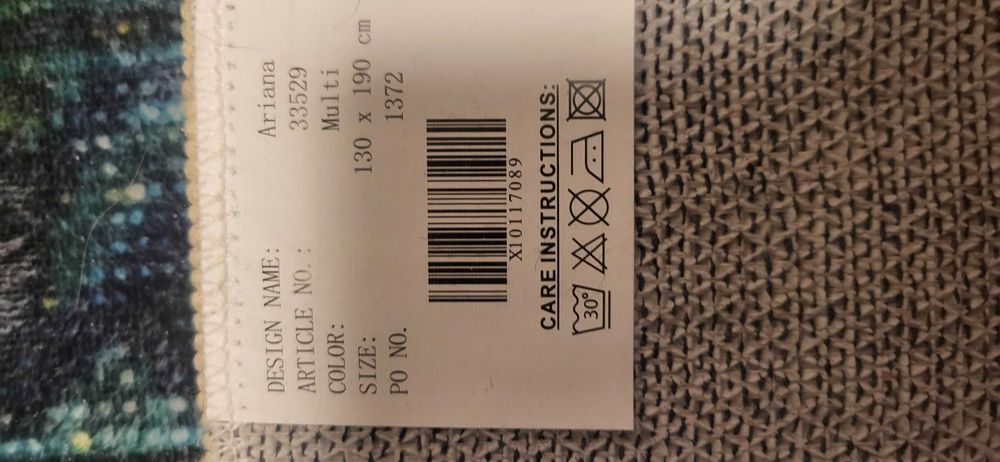 DESIGN NAME: Ariana
ARTICLE NO.: 33529
COLOR: Multi
SIZE: 130 x 190 cm
PO NO. 1372
X10117089
CARE INSTRUCTIONS:
30°